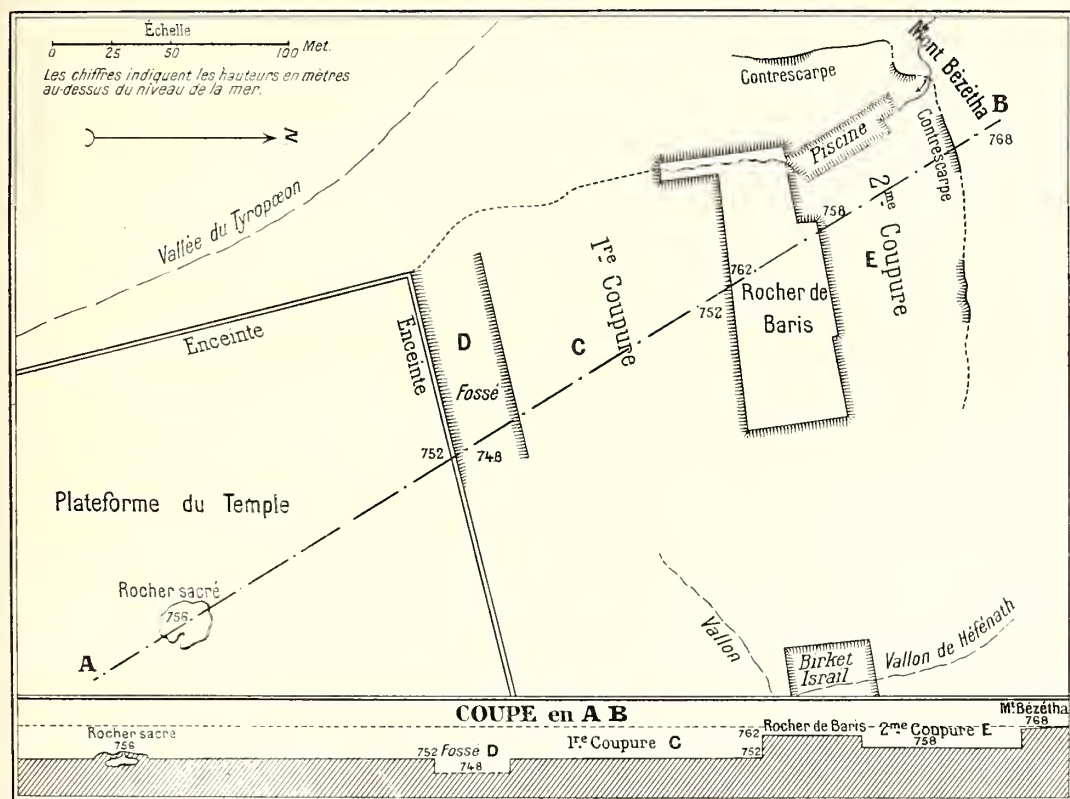 Échelle
0 25 50 100 Met.
Les chiffres indiquent les hauteurs en mètres
au-dessus du niveau de la mer.
N
Vallée du Tyropœon
Enceinte
Enceinte
Contrescarpe
Mont Bézétha
B
768
Contrescarpe
Piscine
2me Coupure
E
758
1re Coupure
762
752
Rocher de
Baris
D
Fossé
C
752
748
Plateforme du Temple
Rocher sacré
756
A
Vallon
Birket
Israil
Vallon de Héfénath
COUPE en A B
Mt Bézétha
768
Rocher sacre
756
752 Fossé D
748
1re Coupure C
762
752
Rocher de Baris
2me Coupure E
758